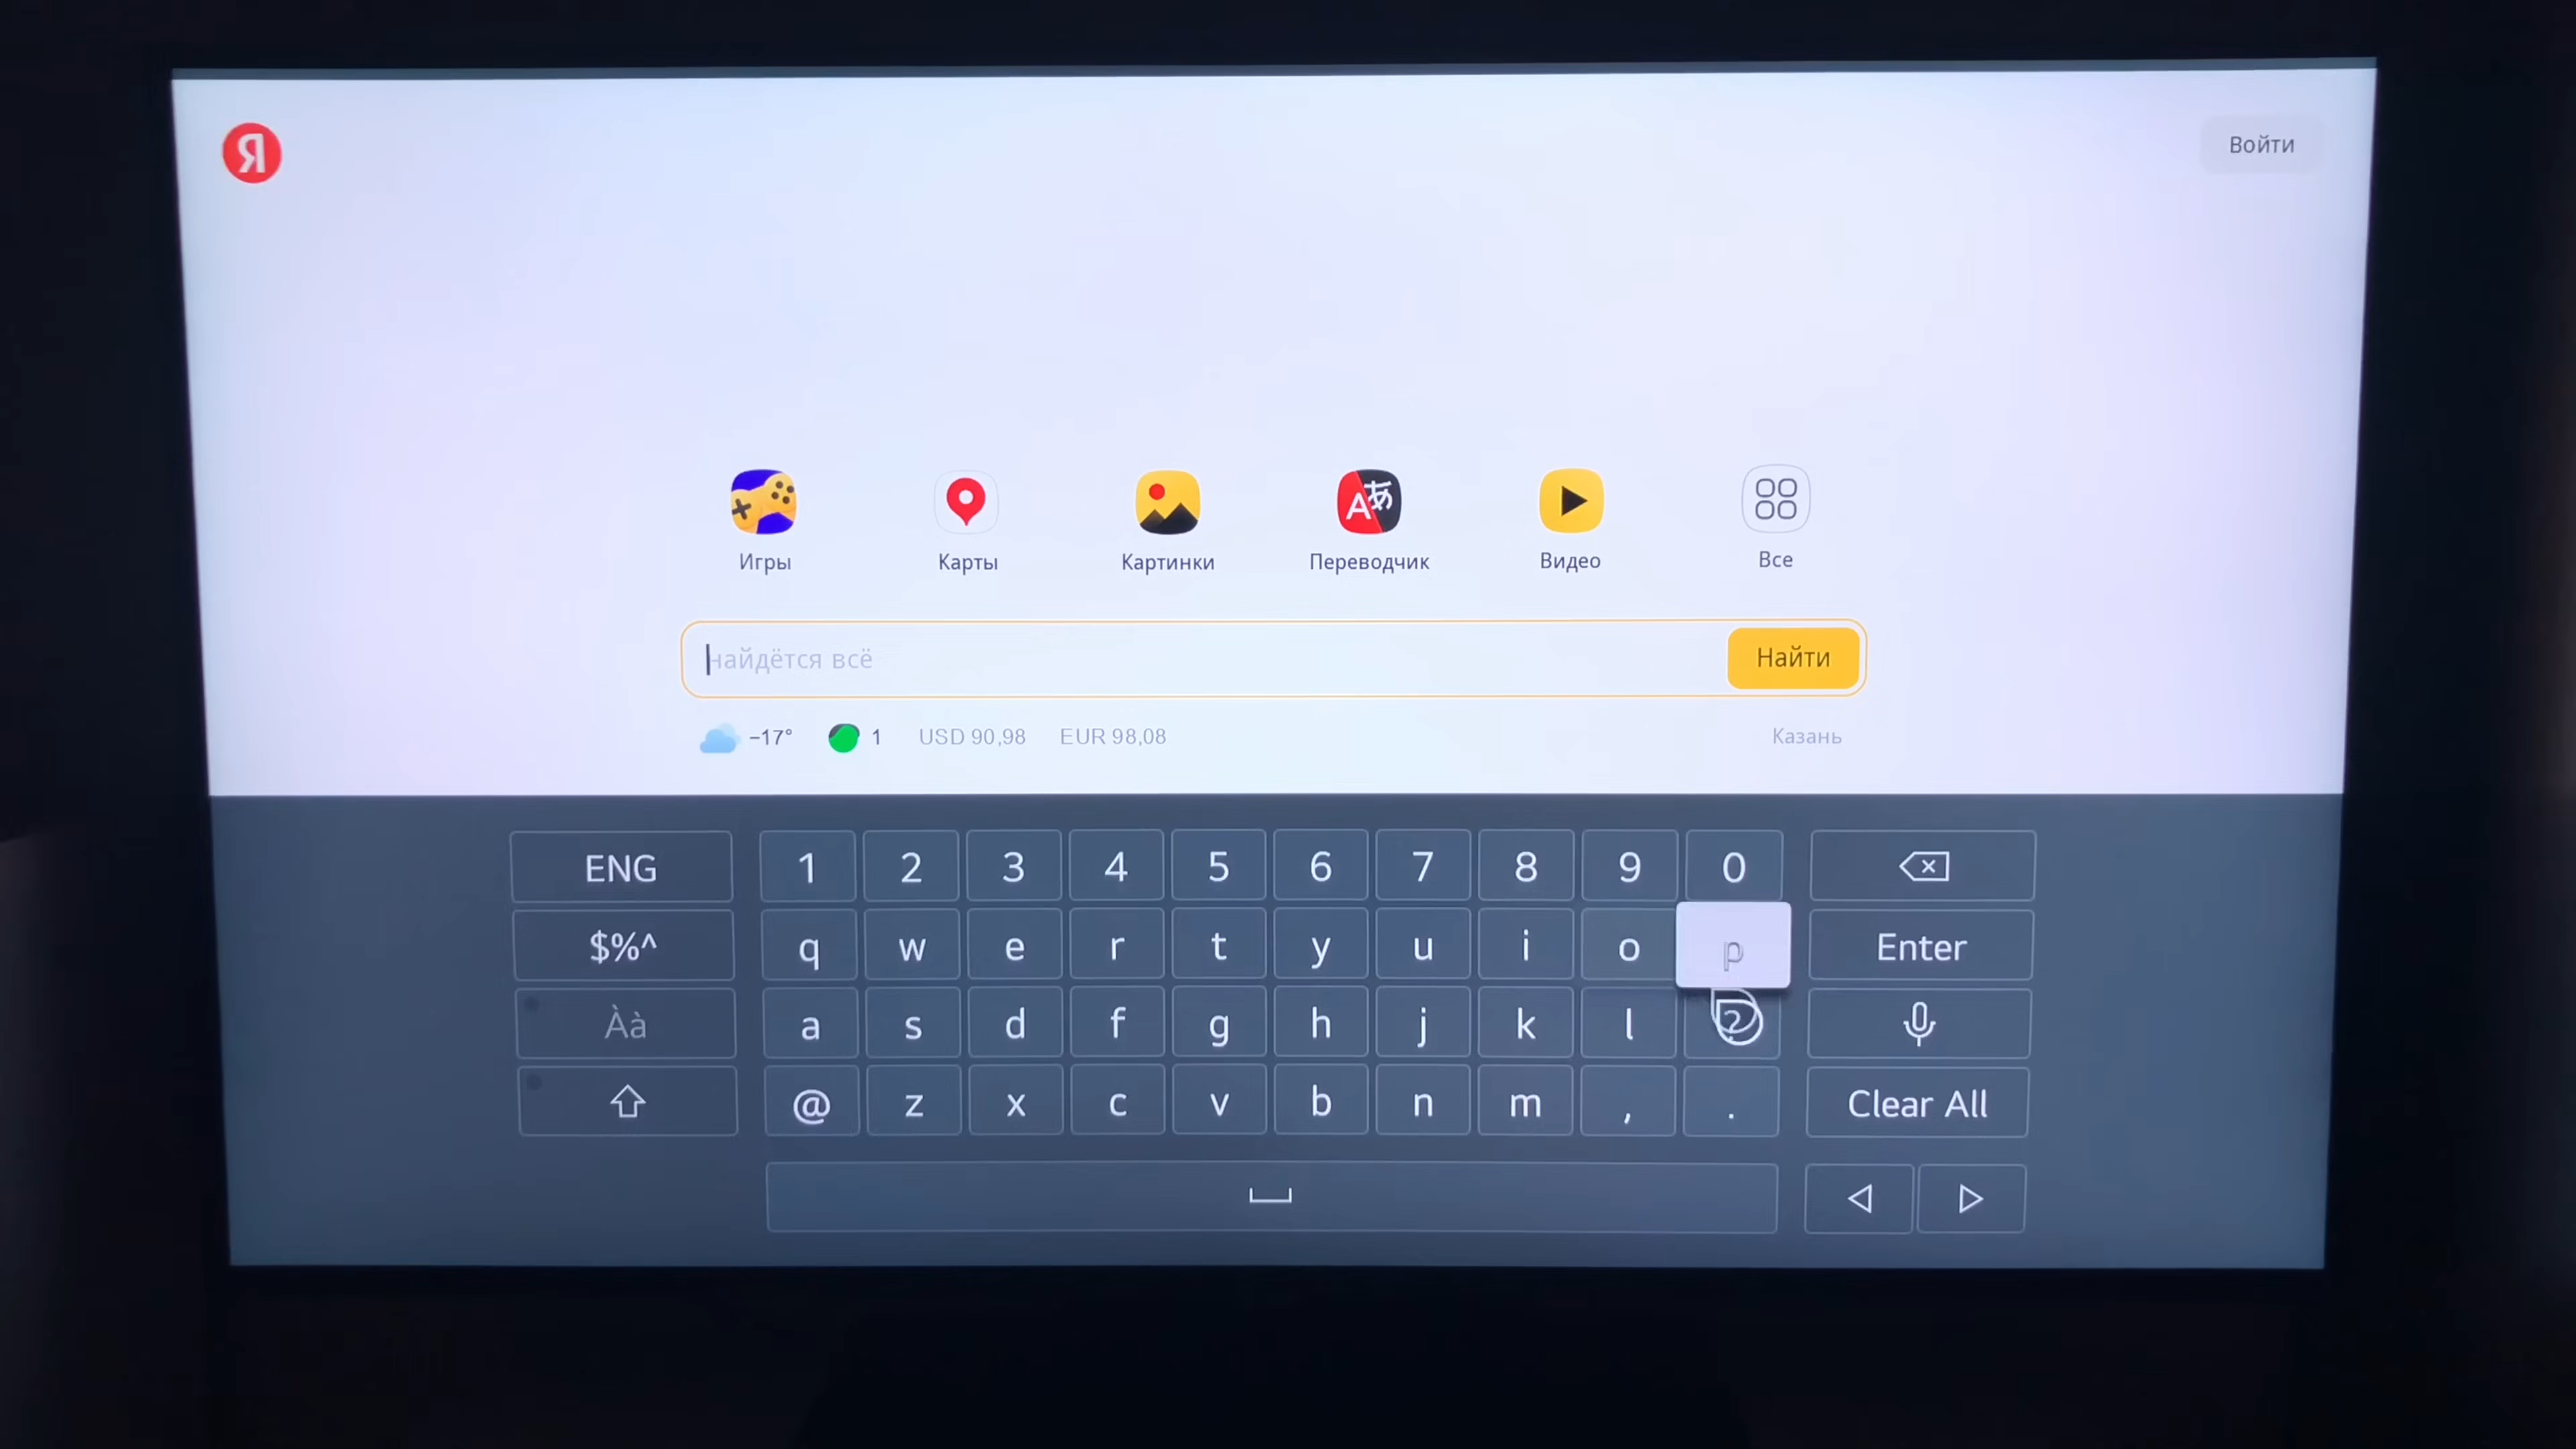 Я
Войти
Игры Карты Картинки Переводчик Видео Все
найдётся всё Найти
-17° 1 USD 90,98 EUR 98,08 Казань
ENG 1 2 3 4 5 6 7 8 9 0
$%^ q w e r t y u i o p Enter
Àà a s d f g h j k l ?
@ z x c v b n m , . Clear All